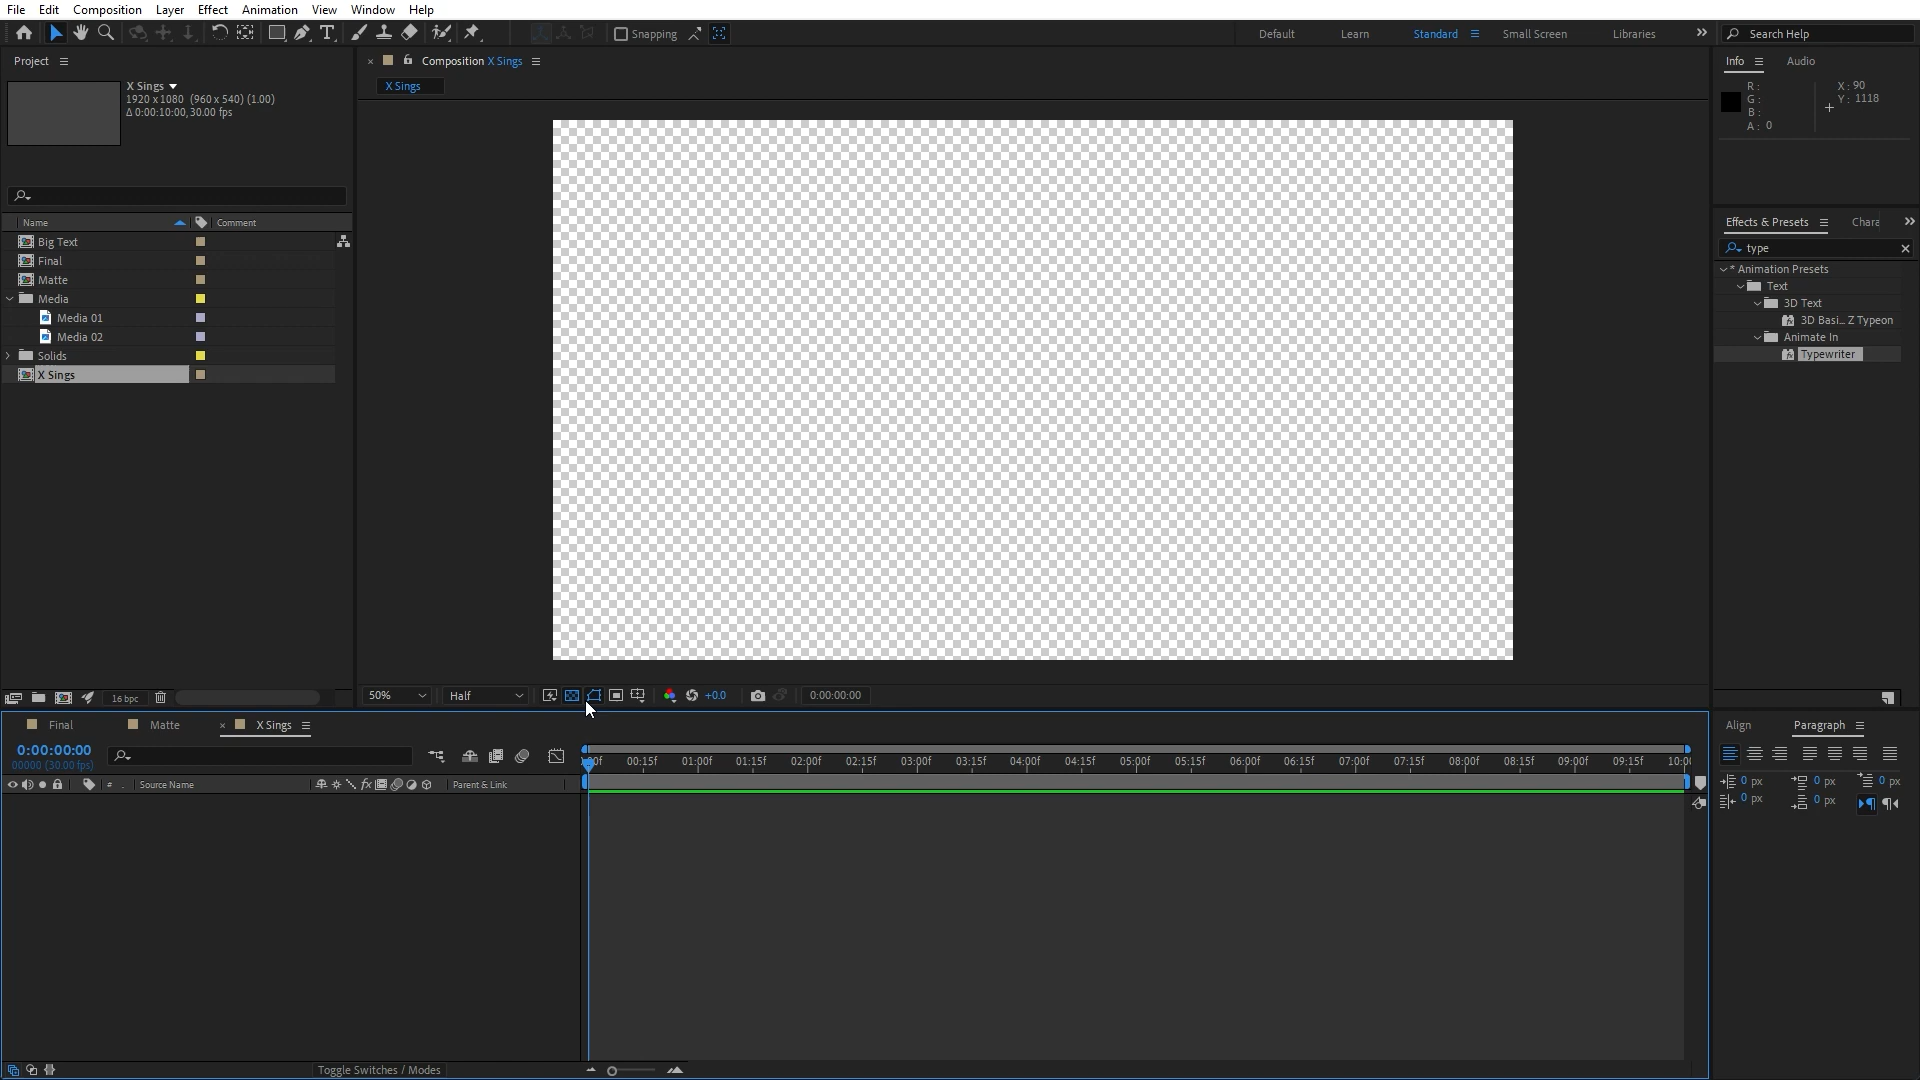 File Edit Composition Layer Effect Animation View Window Help
Snapping Default Learn Standard Small Screen Libraries Search Help
Project
X Sings
1920 x 1080 (960 x 540) (1.00)
Δ 0:00:10:00, 30.00 fps
Name Comment
Big Text
Final
Matte
Media
Media 01
Media 02
Solids
X Sings
16 bpc
Composition X Sings
X Sings
50% Half +0.0 0:00:00:00
Info Audio
R: X: 90
G: Y: 1118
B:
A: 0
Effects & Presets Chara
type
* Animation Presets
Text
3D Text
3D Basi... Z Typeon
Animate In
Typewriter
Final Matte X Sings
0:00:00:00
00000 (30.00 fps)
# Source Name fx Parent & Link
00:15f 01:00f 01:15f 02:00f 02:15f 03:00f 03:15f 04:00f 04:15f 05:00f 05:15f 06:00f 06:15f 07:00f 07:15f 08:00f 08:15f 09:00f 09:15f 10:0
Toggle Switches / Modes
Align Paragraph
0 px 0 px 0 px
0 px 0 px